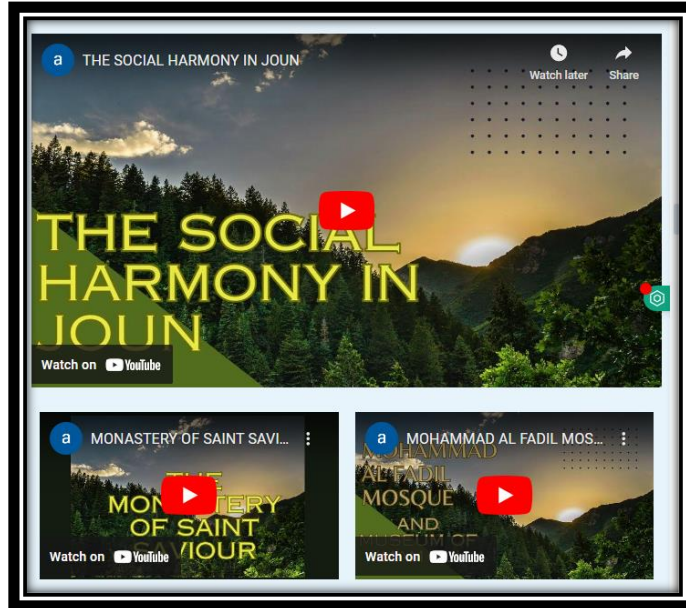 a THE SOCIAL HARMONY IN JOUN
Watch later Share
THE SOCIAL
HARMONY IN
JOUN
Watch on YouTube
a MONASTERY OF SAINT SAVI...
THE
MONASTERY
OF SAINT
SAVIOUR
Watch on YouTube
a MOHAMMAD AL FADIL MOS...
MOHAMMAD
AL FADIL
MOSQUE
AND
MUSEUM OF
Watch on YouTube